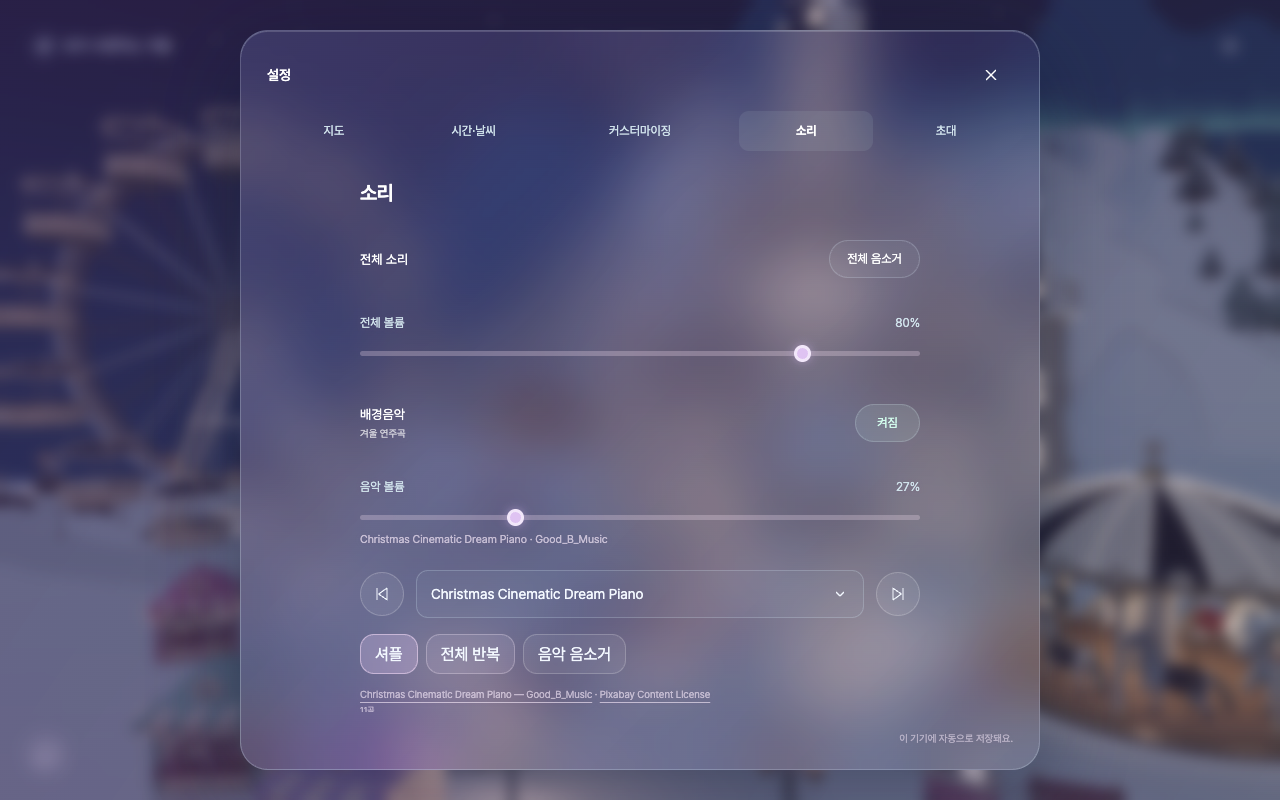 설정
지도
시간·날씨
커스터마이징
소리
초대
소리
전체 소리
전체 음소거
전체 볼륨
80%
배경음악
겨울 연주곡
켜짐
음악 볼륨
27%
Christmas Cinematic Dream Piano · Good_B_Music
Christmas Cinematic Dream Piano
셔플
전체 반복
음악 음소거
Christmas Cinematic Dream Piano — Good_B_Music · Pixabay Content License
11곡
이 기기에 자동으로 저장돼요.